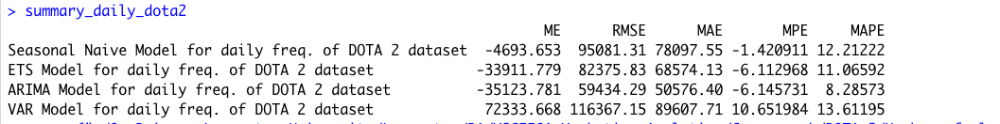 > summary_daily_dota2
ME RMSE MAE MPE MAPE
Seasonal Naive Model for daily freq. of DOTA 2 dataset -4693.653 95081.31 78097.55 -1.420911 12.21222
ETS Model for daily freq. of DOTA 2 dataset -33911.779 82375.83 68574.13 -6.112968 11.06592
ARIMA Model for daily freq. of DOTA 2 dataset -35123.781 59434.29 50576.40 -6.145731 8.28573
VAR Model for daily freq. of DOTA 2 dataset 72333.668 116367.15 89607.71 10.651984 13.61195